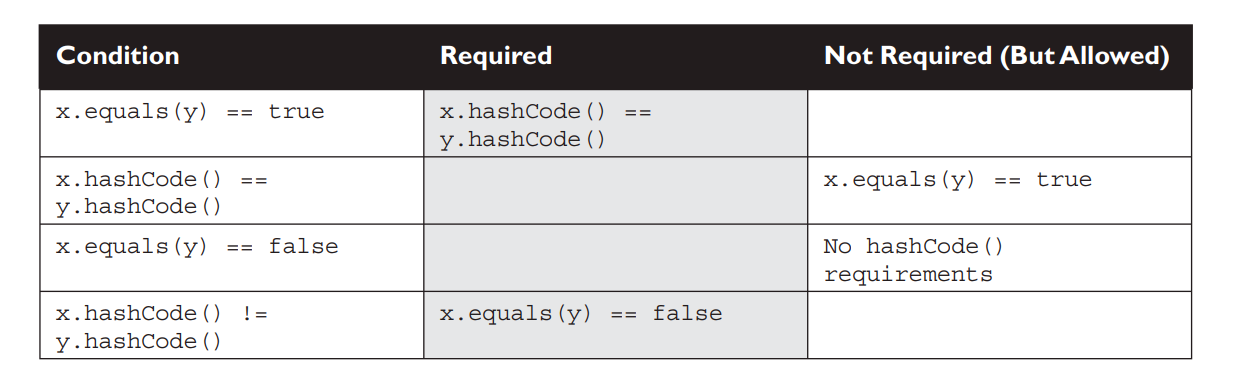 Condition Required Not Required (But Allowed)
x.equals(y) == true x.hashCode() ==
y.hashCode()
x.hashCode() == x.equals(y) == true
y.hashCode()
x.equals(y) == false No hashCode()
requirements
x.hashCode() != x.equals(y) == false
y.hashCode()